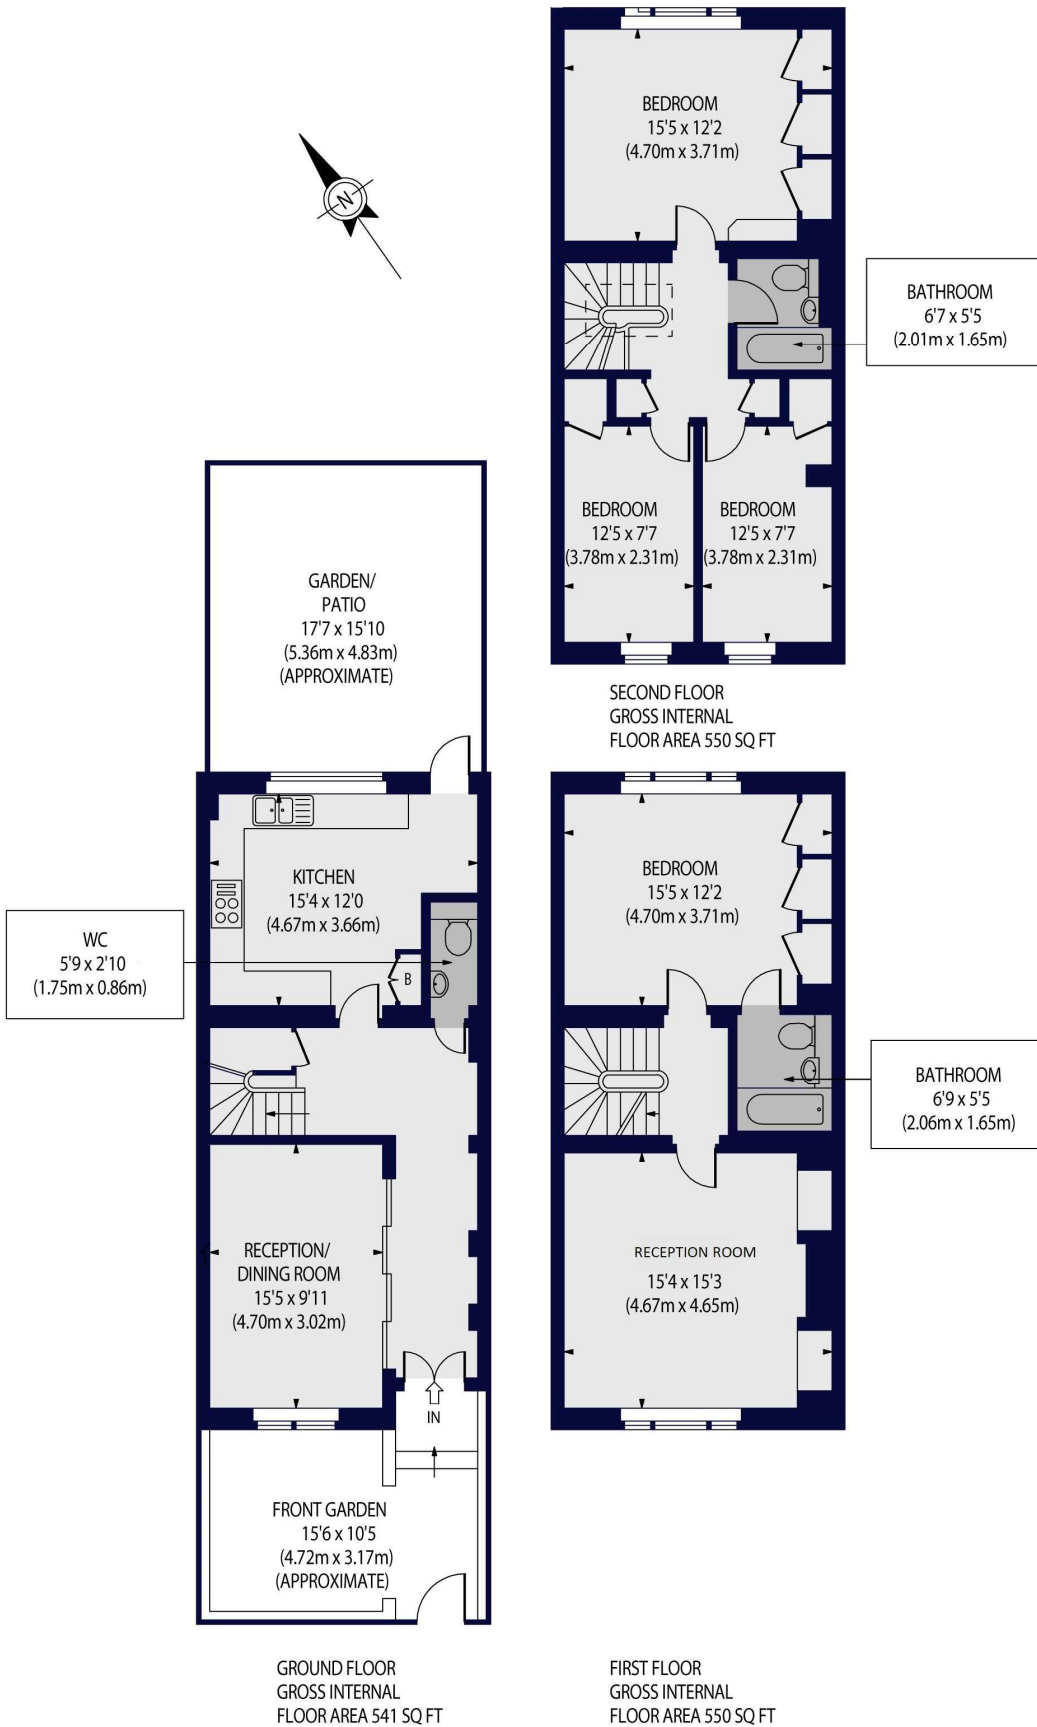 BEDROOM
15'5 x 12'2
(4.70m x 3.71m)
N
BATHROOM
6'7 x 5'5
(2.01m x 1.65m)
BEDROOM
12'5 x 7'7
(3.78m x 2.31m)
BEDROOM
12'5 x 7'7
(3.78m x 2.31m)
SECOND FLOOR
GROSS INTERNAL
FLOOR AREA 550 SQ FT
GARDEN/
PATIO
17'7 x 15'10
(5.36m x 4.83m)
(APPROXIMATE)
KITCHEN
15'4 x 12'0
(4.67m x 3.66m)
B
WC
5'9 x 2'10
(1.75m x 0.86m)
RECEPTION/
DINING ROOM
15'5 x 9'11
(4.70m x 3.02m)
IN
FRONT GARDEN
15'6 x 10'5
(4.72m x 3.17m)
(APPROXIMATE)
GROUND FLOOR
GROSS INTERNAL
FLOOR AREA 541 SQ FT
BEDROOM
15'5 x 12'2
(4.70m x 3.71m)
BATHROOM
6'9 x 5'5
(2.06m x 1.65m)
RECEPTION ROOM
15'4 x 15'3
(4.67m x 4.65m)
FIRST FLOOR
GROSS INTERNAL
FLOOR AREA 550 SQ FT